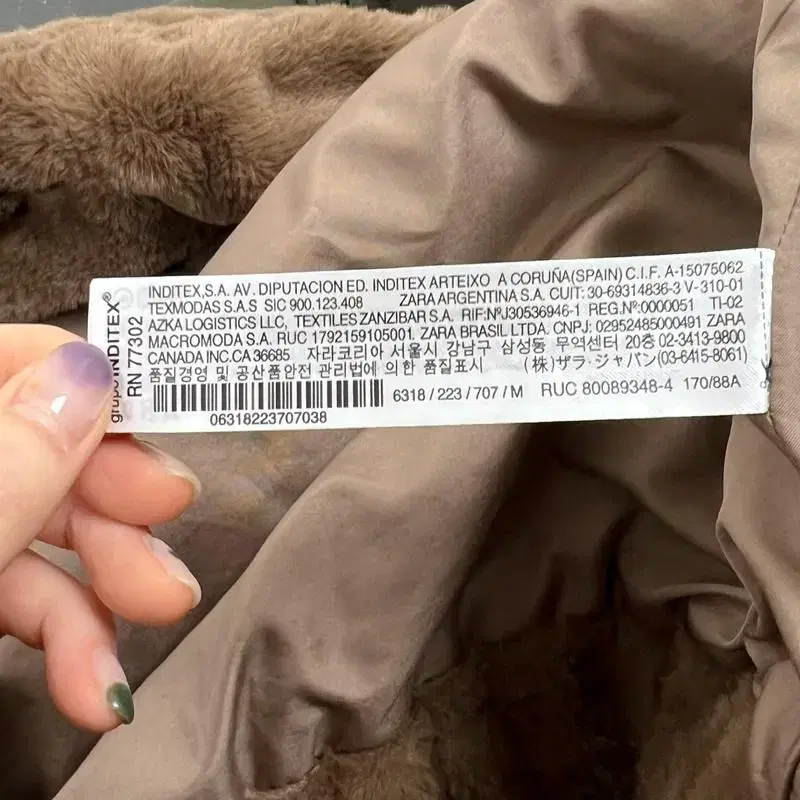 grupo INDITEX®
RN 77302
INDITEX,S.A. AV. DIPUTACION ED. INDITEX ARTEIXO A CORUÑA(SPAIN) C.I.F. A-15075062
TEXMODAS S.A.S SIC 900.123.408 ZARA ARGENTINA S.A. CUIT: 30-69314836-3 V-310-01
AZKA LOGISTICS LLC, TEXTILES ZANZIBAR S.A. RIF:NºJ30536946-1 REG.Nº:0000051 TI-02
MACROMODA S.A. RUC 1792159105001. ZARA BRASIL LTDA. CNPJ: 02952485000491 ZARA
CANADA INC.CA 36685 자라코리아 서울시 강남구 삼성동 무역센터 20층 02-3413-9800
품질경영 및 공산품안전 관리법에 의한 품질표시 (株) ザラ・ジャパン (03-6415-8061)
6318 / 223 / 707 / M RUC 80089348-4 170/88A
06318223707038